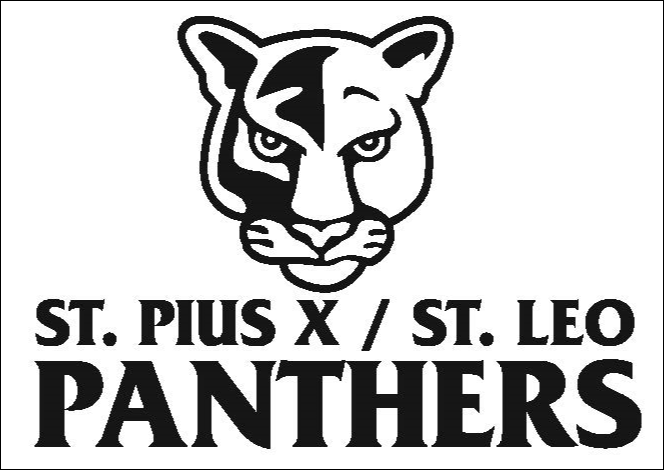 ST. PIUS X / ST. LEO
PANTHERS